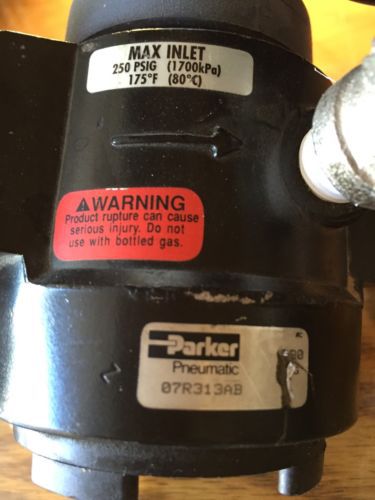 MAX INLET
250 PSIG (1700kPa)
175°F (80°C)
WARNING
Product rupture can cause
serious injury. Do not
use with bottled gas.
Parker
Pneumatic
07R313AB